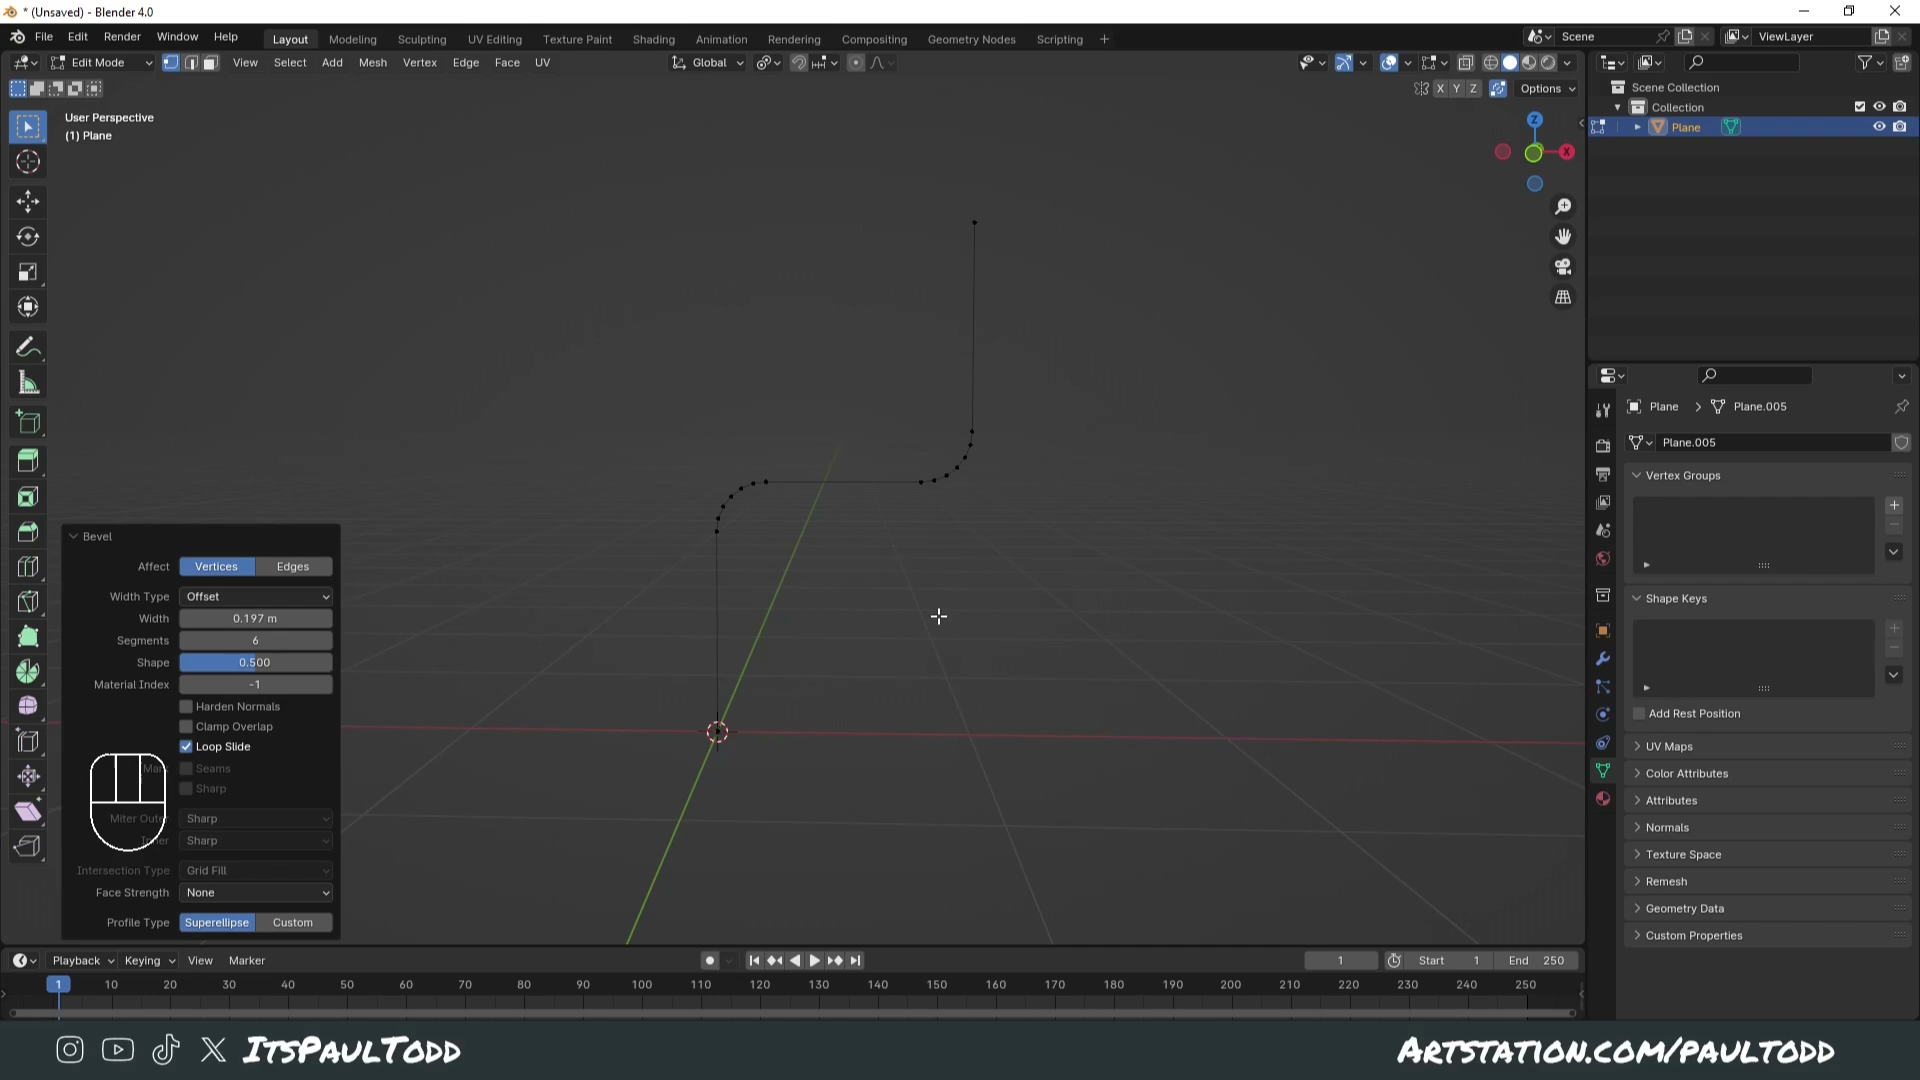 * (Unsaved) - Blender 4.0
File Edit Render Window Help
Layout Modeling Sculpting UV Editing Texture Paint Shading Animation Rendering Compositing Geometry Nodes Scripting +
Scene
ViewLayer
Edit Mode
View Select Add Mesh Vertex Edge Face UV
Global
X Y Z
Options
User Perspective
(1) Plane
Z
X
Scene Collection
Collection
Plane
Plane > Plane.005
Plane.005
Vertex Groups
Shape Keys
Add Rest Position
UV Maps
Color Attributes
Attributes
Normals
Texture Space
Remesh
Geometry Data
Custom Properties
Bevel
Affect Vertices Edges
Width Type Offset
Width 0.197 m
Segments 6
Shape 0.500
Material Index -1
Harden Normals
Clamp Overlap
Loop Slide
Seams
Sharp
Miter Outer Sharp
Sharp
Intersection Type Grid Fill
Face Strength None
Profile Type Superellipse Custom
Playback Keying View Marker
1
Start 1
End 250
1 10 20 30 40 50 60 70 80 90 100 110 120 130 140 150 160 170 180 190 200 210 220 230 240 250
ItsPaulTodd
Artstation.com/paultodd